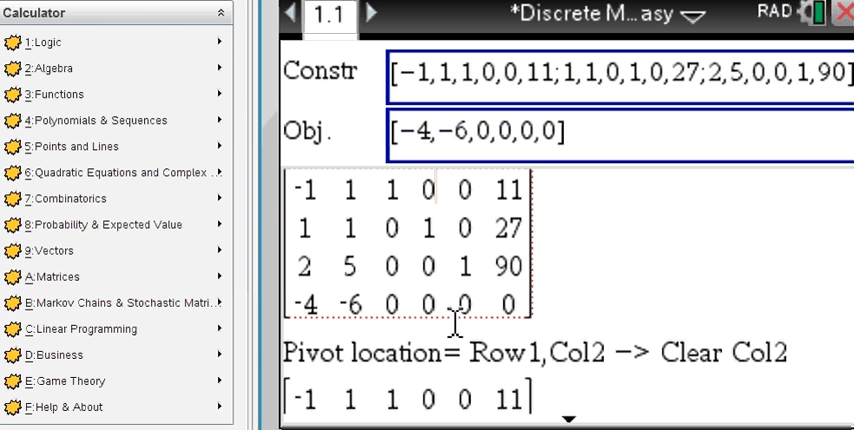 Calculator
1:Logic
2:Algebra
3:Functions
4:Polynomials & Sequences
5:Points and Lines
6:Quadratic Equations and Complex ...
7:Combinatorics
8:Probability & Expected Value
9:Vectors
A:Matrices
B:Markov Chains & Stochastic Matri...
C:Linear Programming
D:Business
E:Game Theory
F:Help & About
1.1 *Discrete M...asy RAD
Constr [−1,1,1,0,0,11;1,1,0,1,0,27;2,5,0,0,1,90]
Obj. [−4,−6,0,0,0,0]
-1 1 1 0 0 11
1 1 0 1 0 27
2 5 0 0 1 90
-4 -6 0 0 0 0
Pivot location= Row1,Col2 −> Clear Col2
-1 1 1 0 0 11